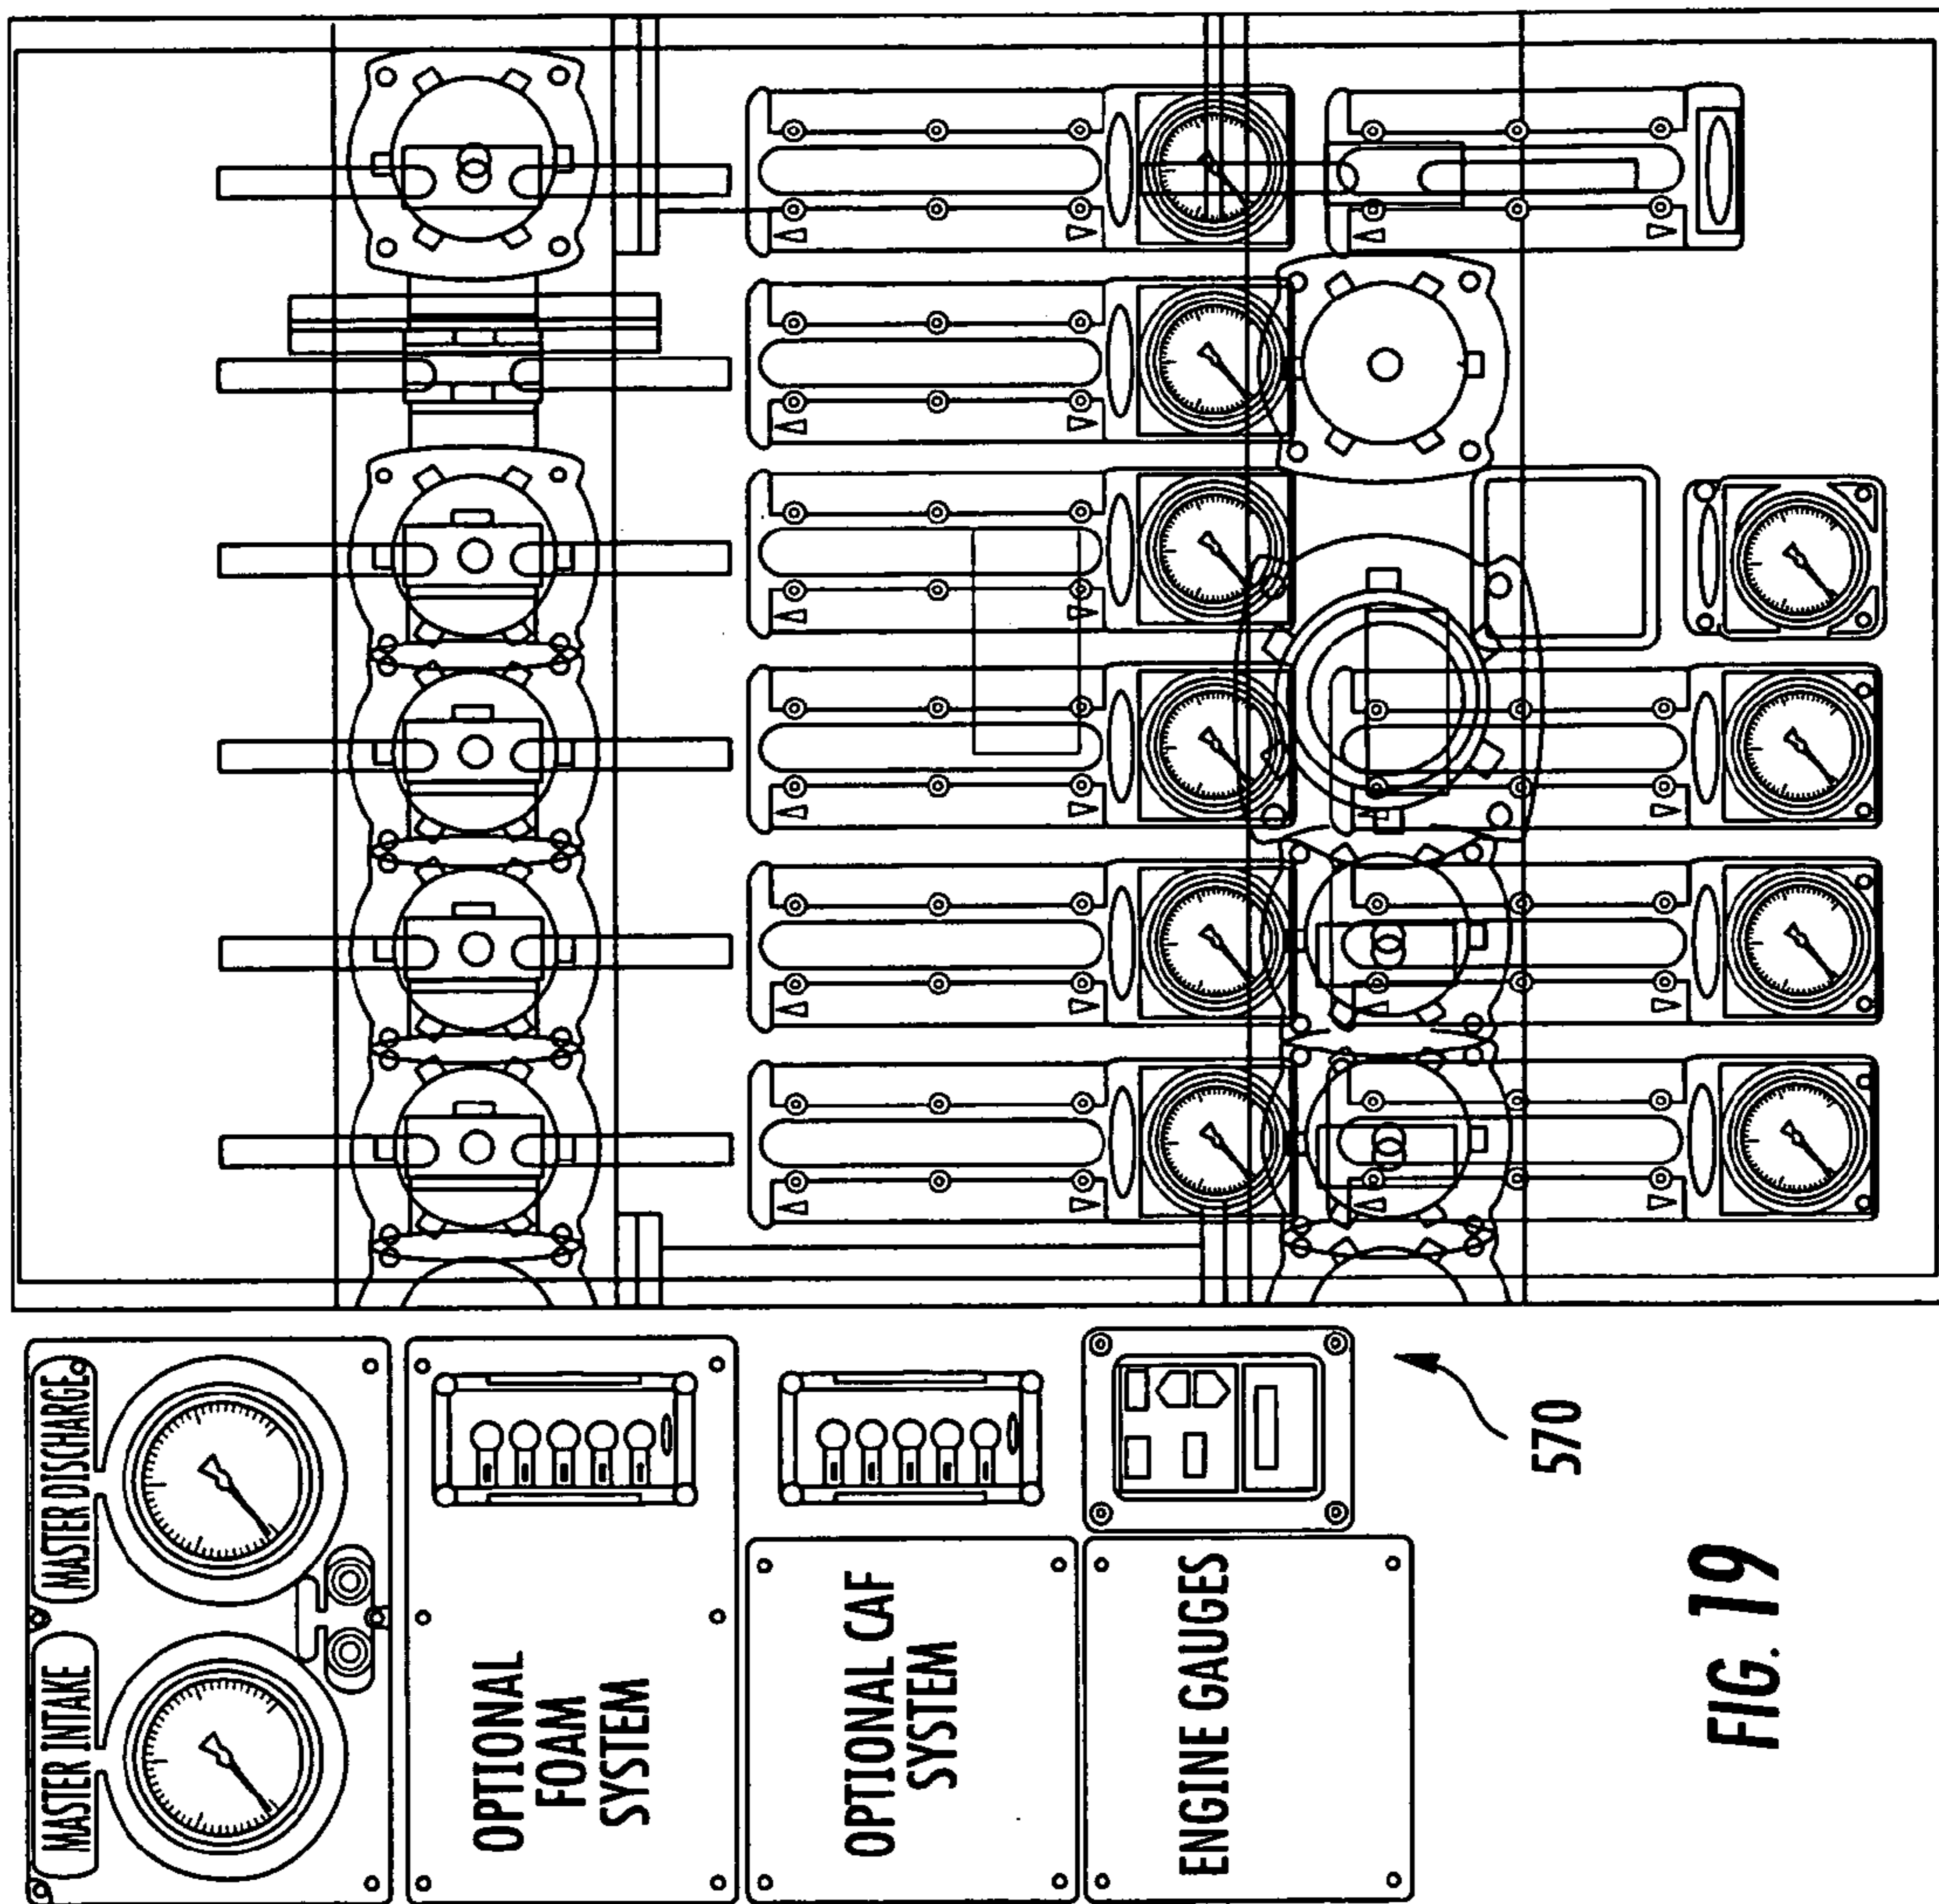 MASTER INTAKE
MASTER DISCHARGE
OPTIONAL
FOAM
SYSTEM
OPTIONAL CAF
SYSTEM
ENGINE GAUGES
570
FIG. 19